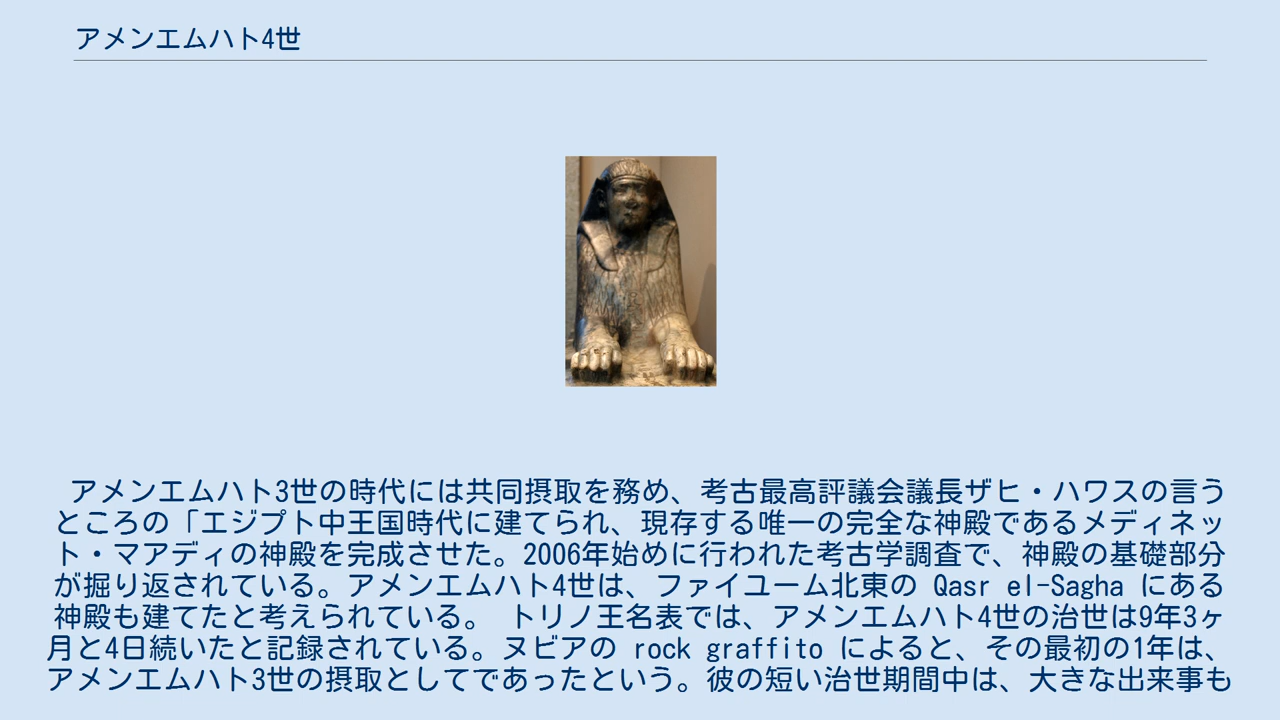 アメンエムハト4世
アメンエムハト3世の時代には共同摂取を務め、考古最高評議会議長ザヒ・ハワスの言う
ところの「エジプト中王国時代に建てられ、現存する唯一の完全な神殿であるメディネッ
ト・マアディの神殿を完成させた。2006年始めに行われた考古学調査で、神殿の基礎部分
が掘り返されている。アメンエムハト4世は、ファイユーム北東の Qasr el-Sagha にある
神殿も建てたと考えられている。 トリノ王名表では、アメンエムハト4世の治世は9年3ヶ
月と4日続いたと記録されている。ヌビアの rock graffito によると、その最初の1年は、
アメンエムハト3世の摂取としてであったという。彼の短い治世期間中は、大きな出来事も